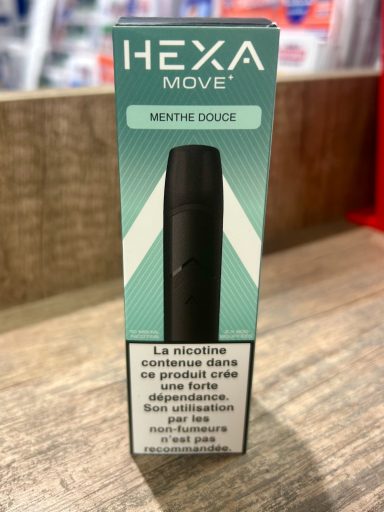 HEXA
MOVE+
MENTHE DOUCE
La nicotine
contenue dans
ce produit crée
une forte
dépendance.
Son utilisation
par les
non-fumeurs
n'est pas
recommandée.